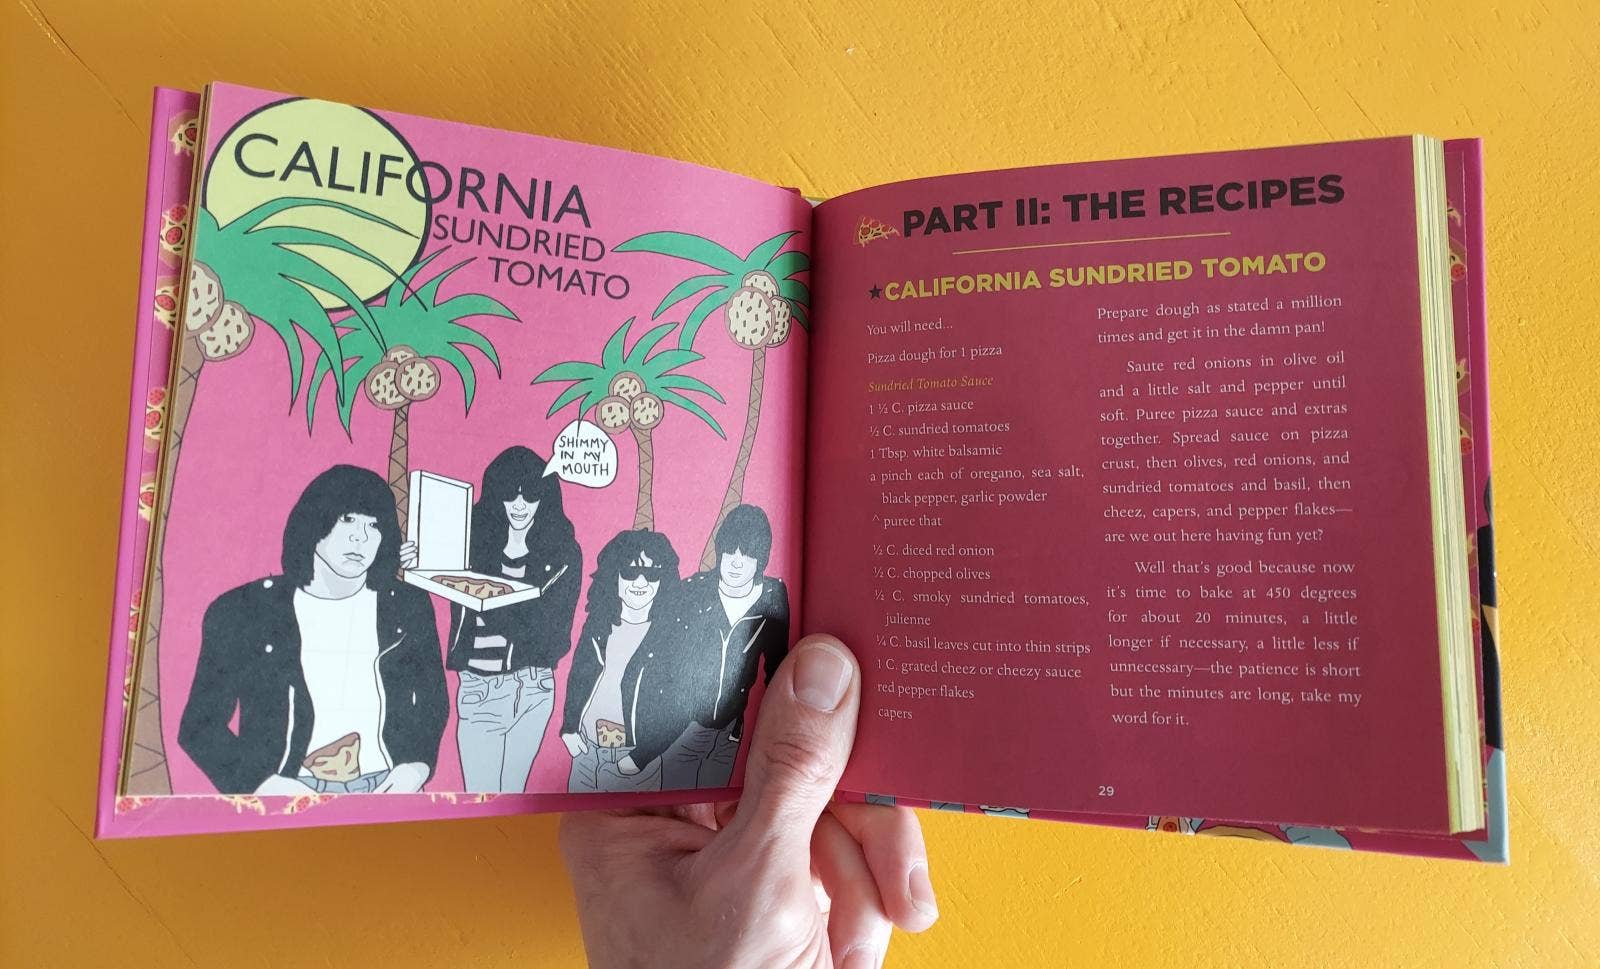 CALIFORNIA
SUNDRIED
TOMATO
SHIMMY
IN MY
MOUTH
PART II: THE RECIPES
★CALIFORNIA SUNDRIED TOMATO
You will need...
Pizza dough for 1 pizza
Sundried Tomato Sauce
1 ½ C. pizza sauce
½ C. sundried tomatoes
1 Tbsp. white balsamic
a pinch each of oregano, sea salt,
black pepper, garlic powder
^ puree that
½ C. diced red onion
½ C. chopped olives
½ C. smoky sundried tomatoes,
julienne
¼ C. basil leaves cut into thin strips
1 C. grated cheez or cheezy sauce
red pepper flakes
capers
Prepare dough as stated a million
times and get it in the damn pan!
Saute red onions in olive oil
and a little salt and pepper until
soft. Puree pizza sauce and extras
together. Spread sauce on pizza
crust, then olives, red onions, and
sundried tomatoes and basil, then
cheez, capers, and pepper flakes—
are we out here having fun yet?
Well that's good because now
it's time to bake at 450 degrees
for about 20 minutes, a little
longer if necessary, a little less if
unnecessary—the patience is short
but the minutes are long, take my
word for it.
29